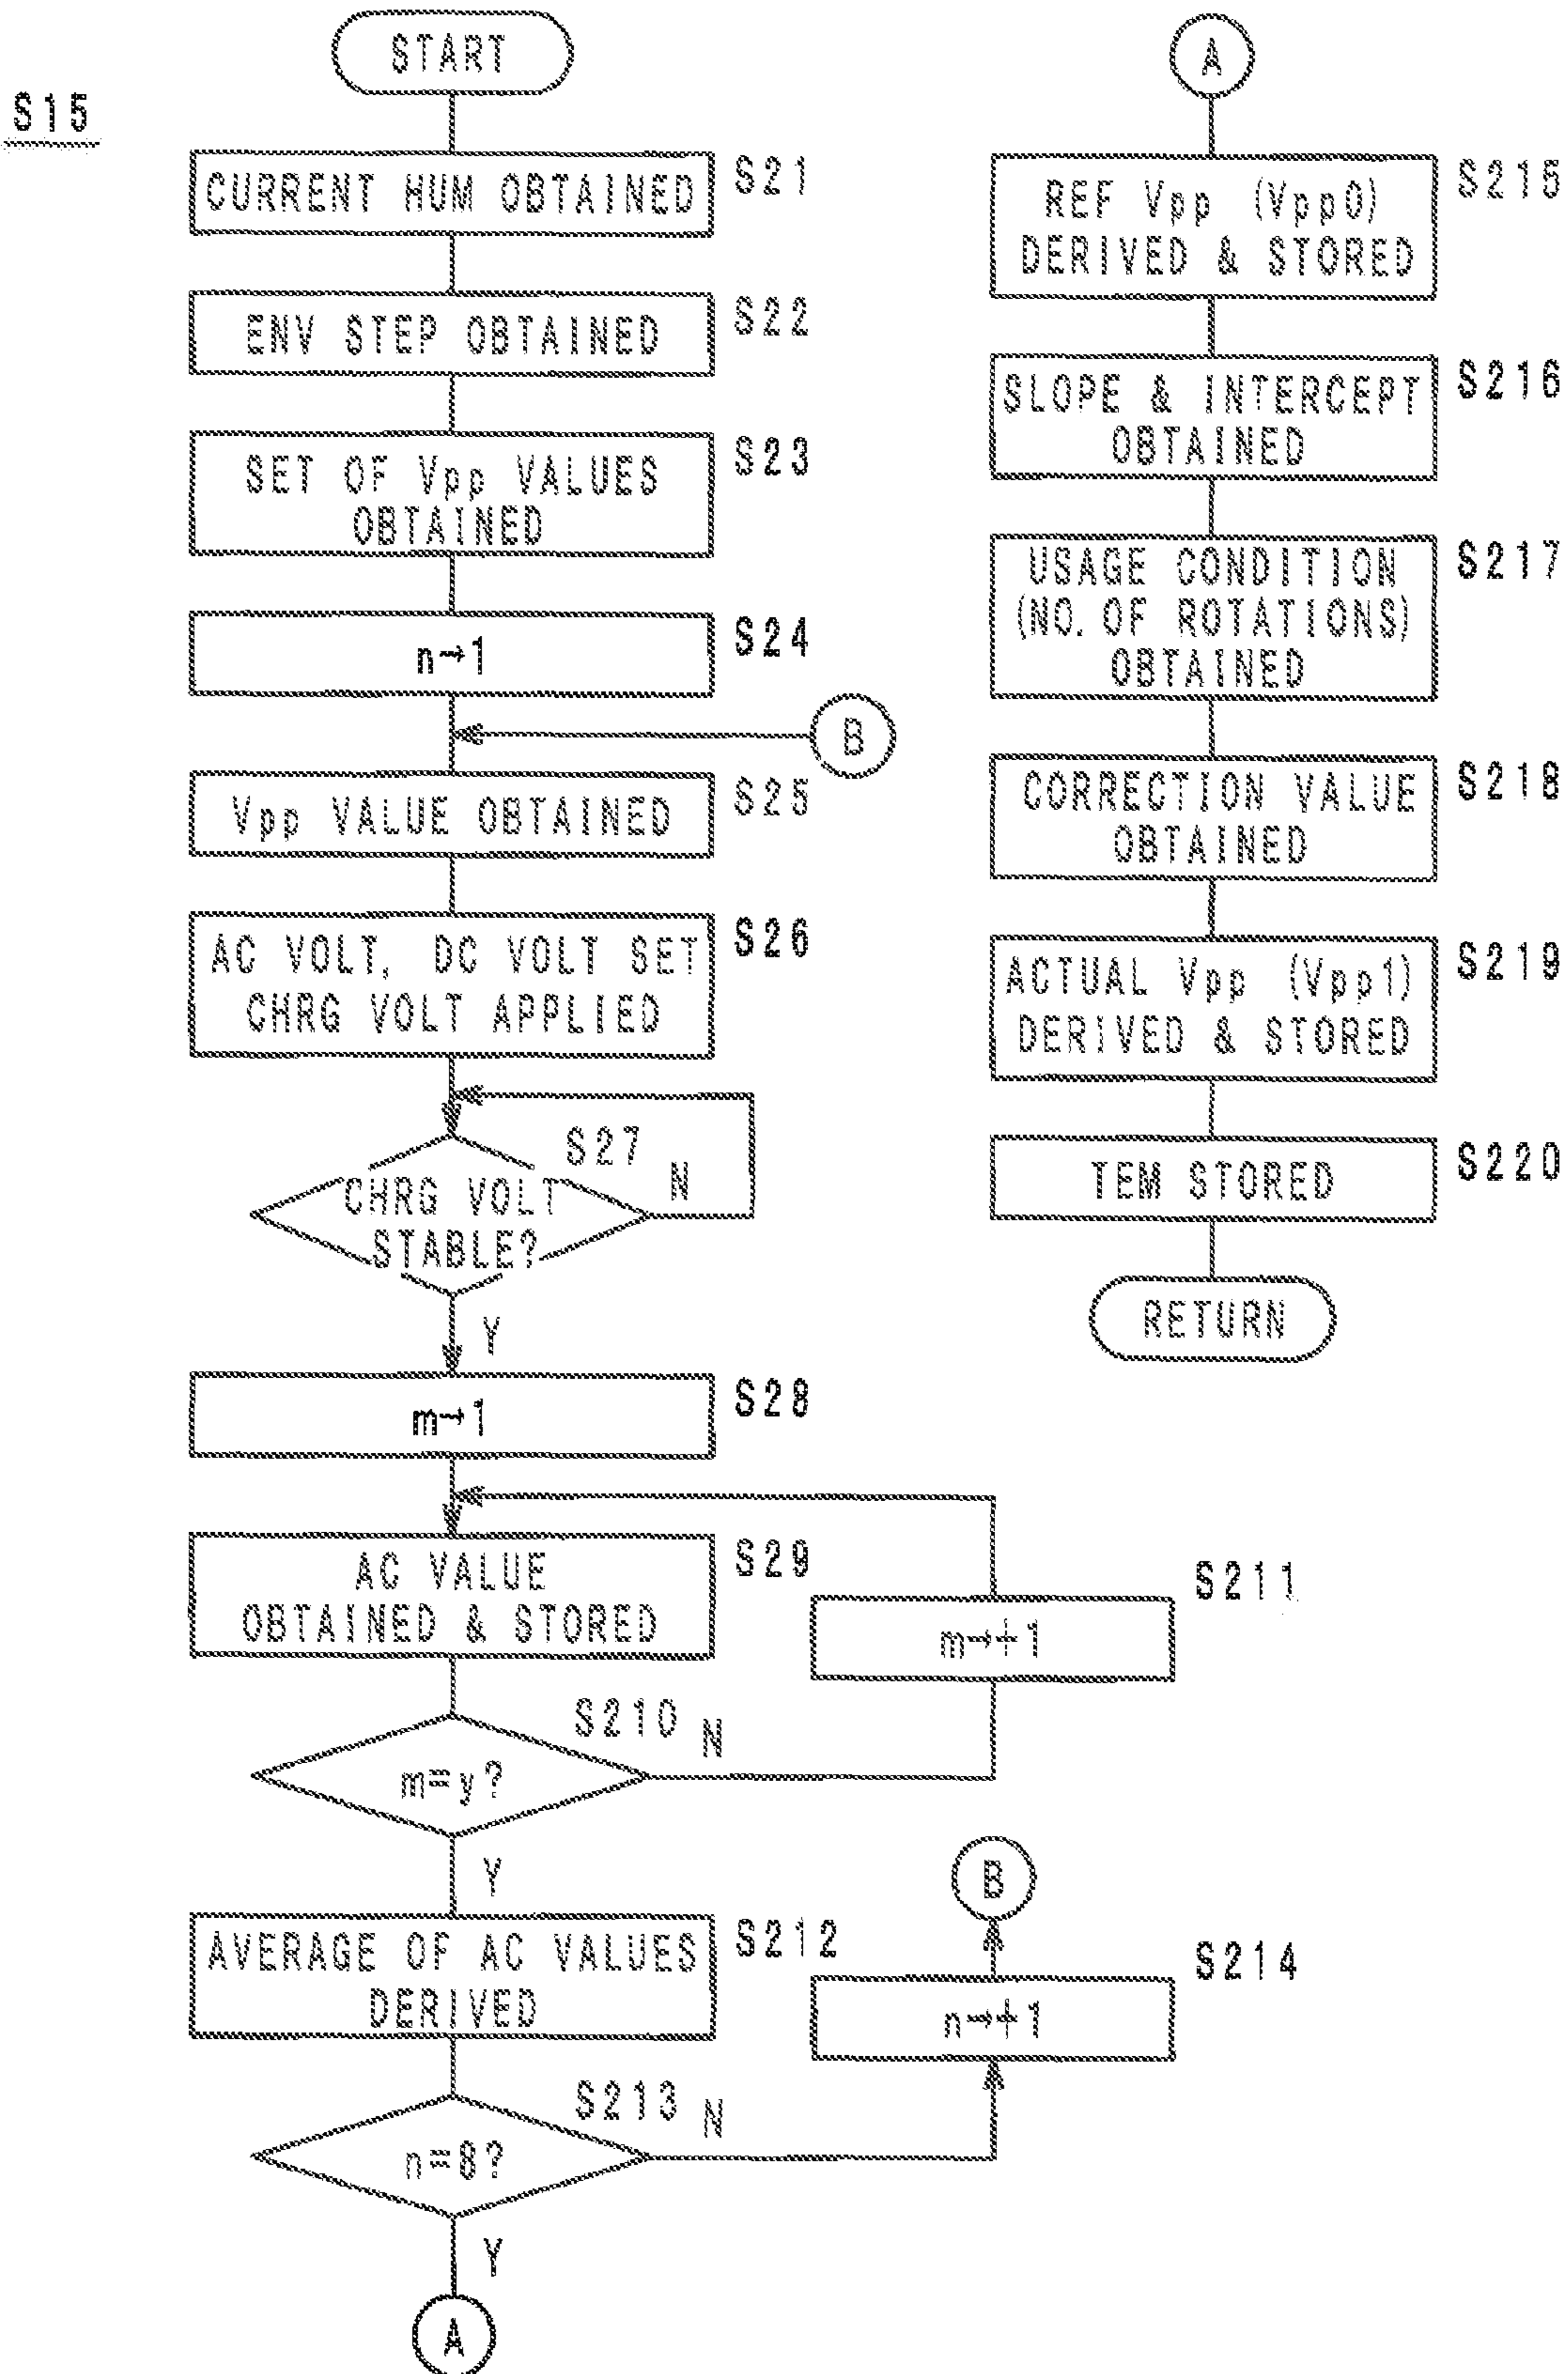 S15
START
CURRENT HUM OBTAINED
S21
ENV STEP OBTAINED
S22
SET OF Vpp VALUES
OBTAINED
S23
n→1
S24
B
Vpp VALUE OBTAINED
S25
AC VOLT, DC VOLT SET
CHRG VOLT APPLIED
S26
S27
CHRG VOLT
STABLE?
N
Y
m→1
S28
AC VALUE
OBTAINED & STORED
S29
S210
m=y?
N
m→+1
S211
Y
AVERAGE OF AC VALUES
DERIVED
S212
S213
n=8?
N
n→+1
S214
B
Y
A
A
REF Vpp (Vpp0)
DERIVED & STORED
S215
SLOPE & INTERCEPT
OBTAINED
S216
USAGE CONDITION
(NO. OF ROTATIONS)
OBTAINED
S217
CORRECTION VALUE
OBTAINED
S218
ACTUAL Vpp (Vpp1)
DERIVED & STORED
S219
TEM STORED
S220
RETURN